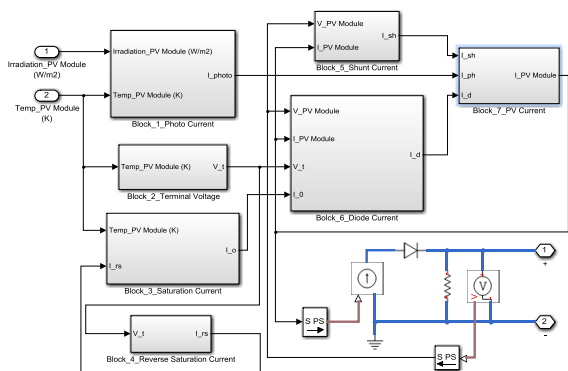 1
Irradiation_PV Module
(W/m2)
2
Temp_PV Module
(K)
Irradiation_PV Module (W/m2)
I_photo
Temp_PV Module (K)
Block_1_Photo Current
Temp_PV Module (K)
V_t
Block_2_Terminal Voltage
Temp_PV Module (K)
I_o
I_rs
Block_3_Saturation Current
V_t
I_rs
Block_4_Reverse Saturation Current
V_PV Module
I_sh
I_PV Module
Block_5_Shunt Current
V_PV Module
I_PV Module
I_d
V_t
I_0
Bolck_6_Diode Current
I_sh
I_ph
I_PV Module
I_d
Block_7_PV Current
S PS
V
1
+
2
-
S PS